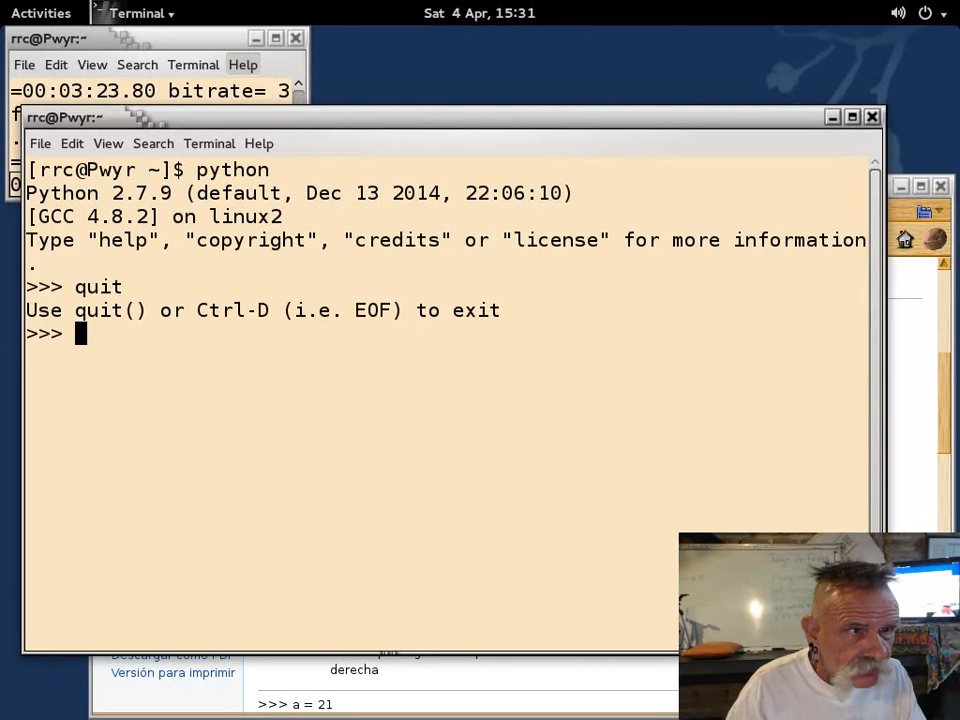 Activities Terminal Sat 4 Apr, 15:31
rrc@Pwyr:~
File Edit View Search Terminal Help
=00:03:23.80 bitrate= 3
rrc@Pwyr:~
File Edit View Search Terminal Help
[rrc@Pwyr ~]$ python
Python 2.7.9 (default, Dec 13 2014, 22:06:10)
[GCC 4.8.2] on linux2
Type "help", "copyright", "credits" or "license" for more information
.
>>> quit
Use quit() or Ctrl-D (i.e. EOF) to exit
>>>
Versión para imprimir
derecha
>>> a = 21